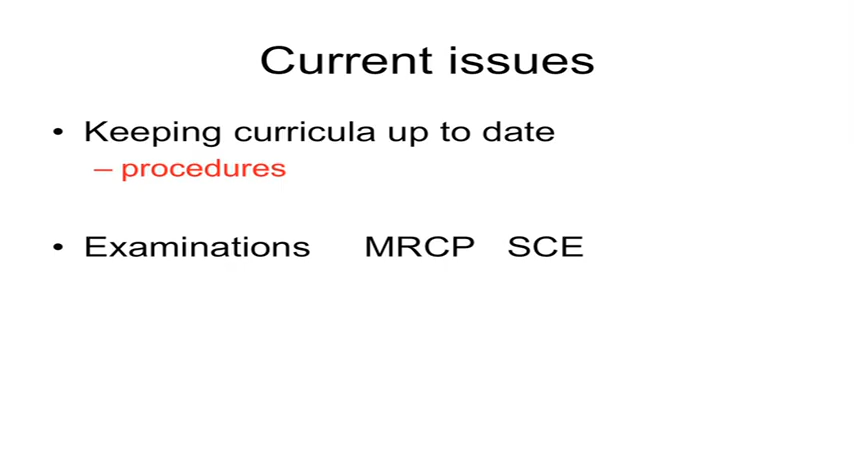 Current issues
• Keeping curricula up to date
– procedures
• Examinations MRCP SCE